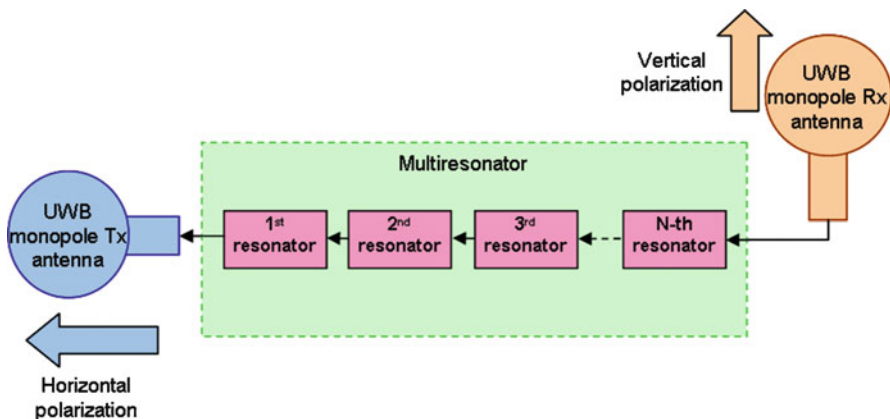 Vertical
polarization
UWB
monopole Rx
antenna
Multiresonator
UWB
monopole Tx
antenna
1st
resonator
2nd
resonator
3rd
resonator
N-th
resonator
Horizontal
polarization